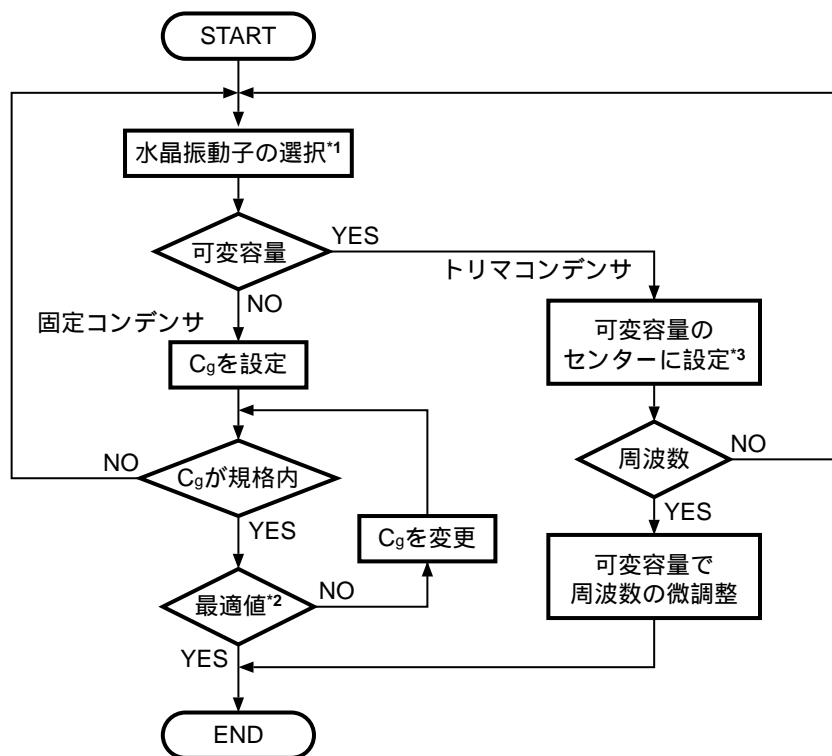 START
水晶振動子の選択*1
可変容量
YES
NO
トリマコンデンサ
固定コンデンサ
Cgを設定
可変容量の
センターに設定*3
Cgが規格内
NO
YES
周波数
NO
YES
Cgを変更
可変容量で
周波数の微調整
最適値*2
NO
YES
END